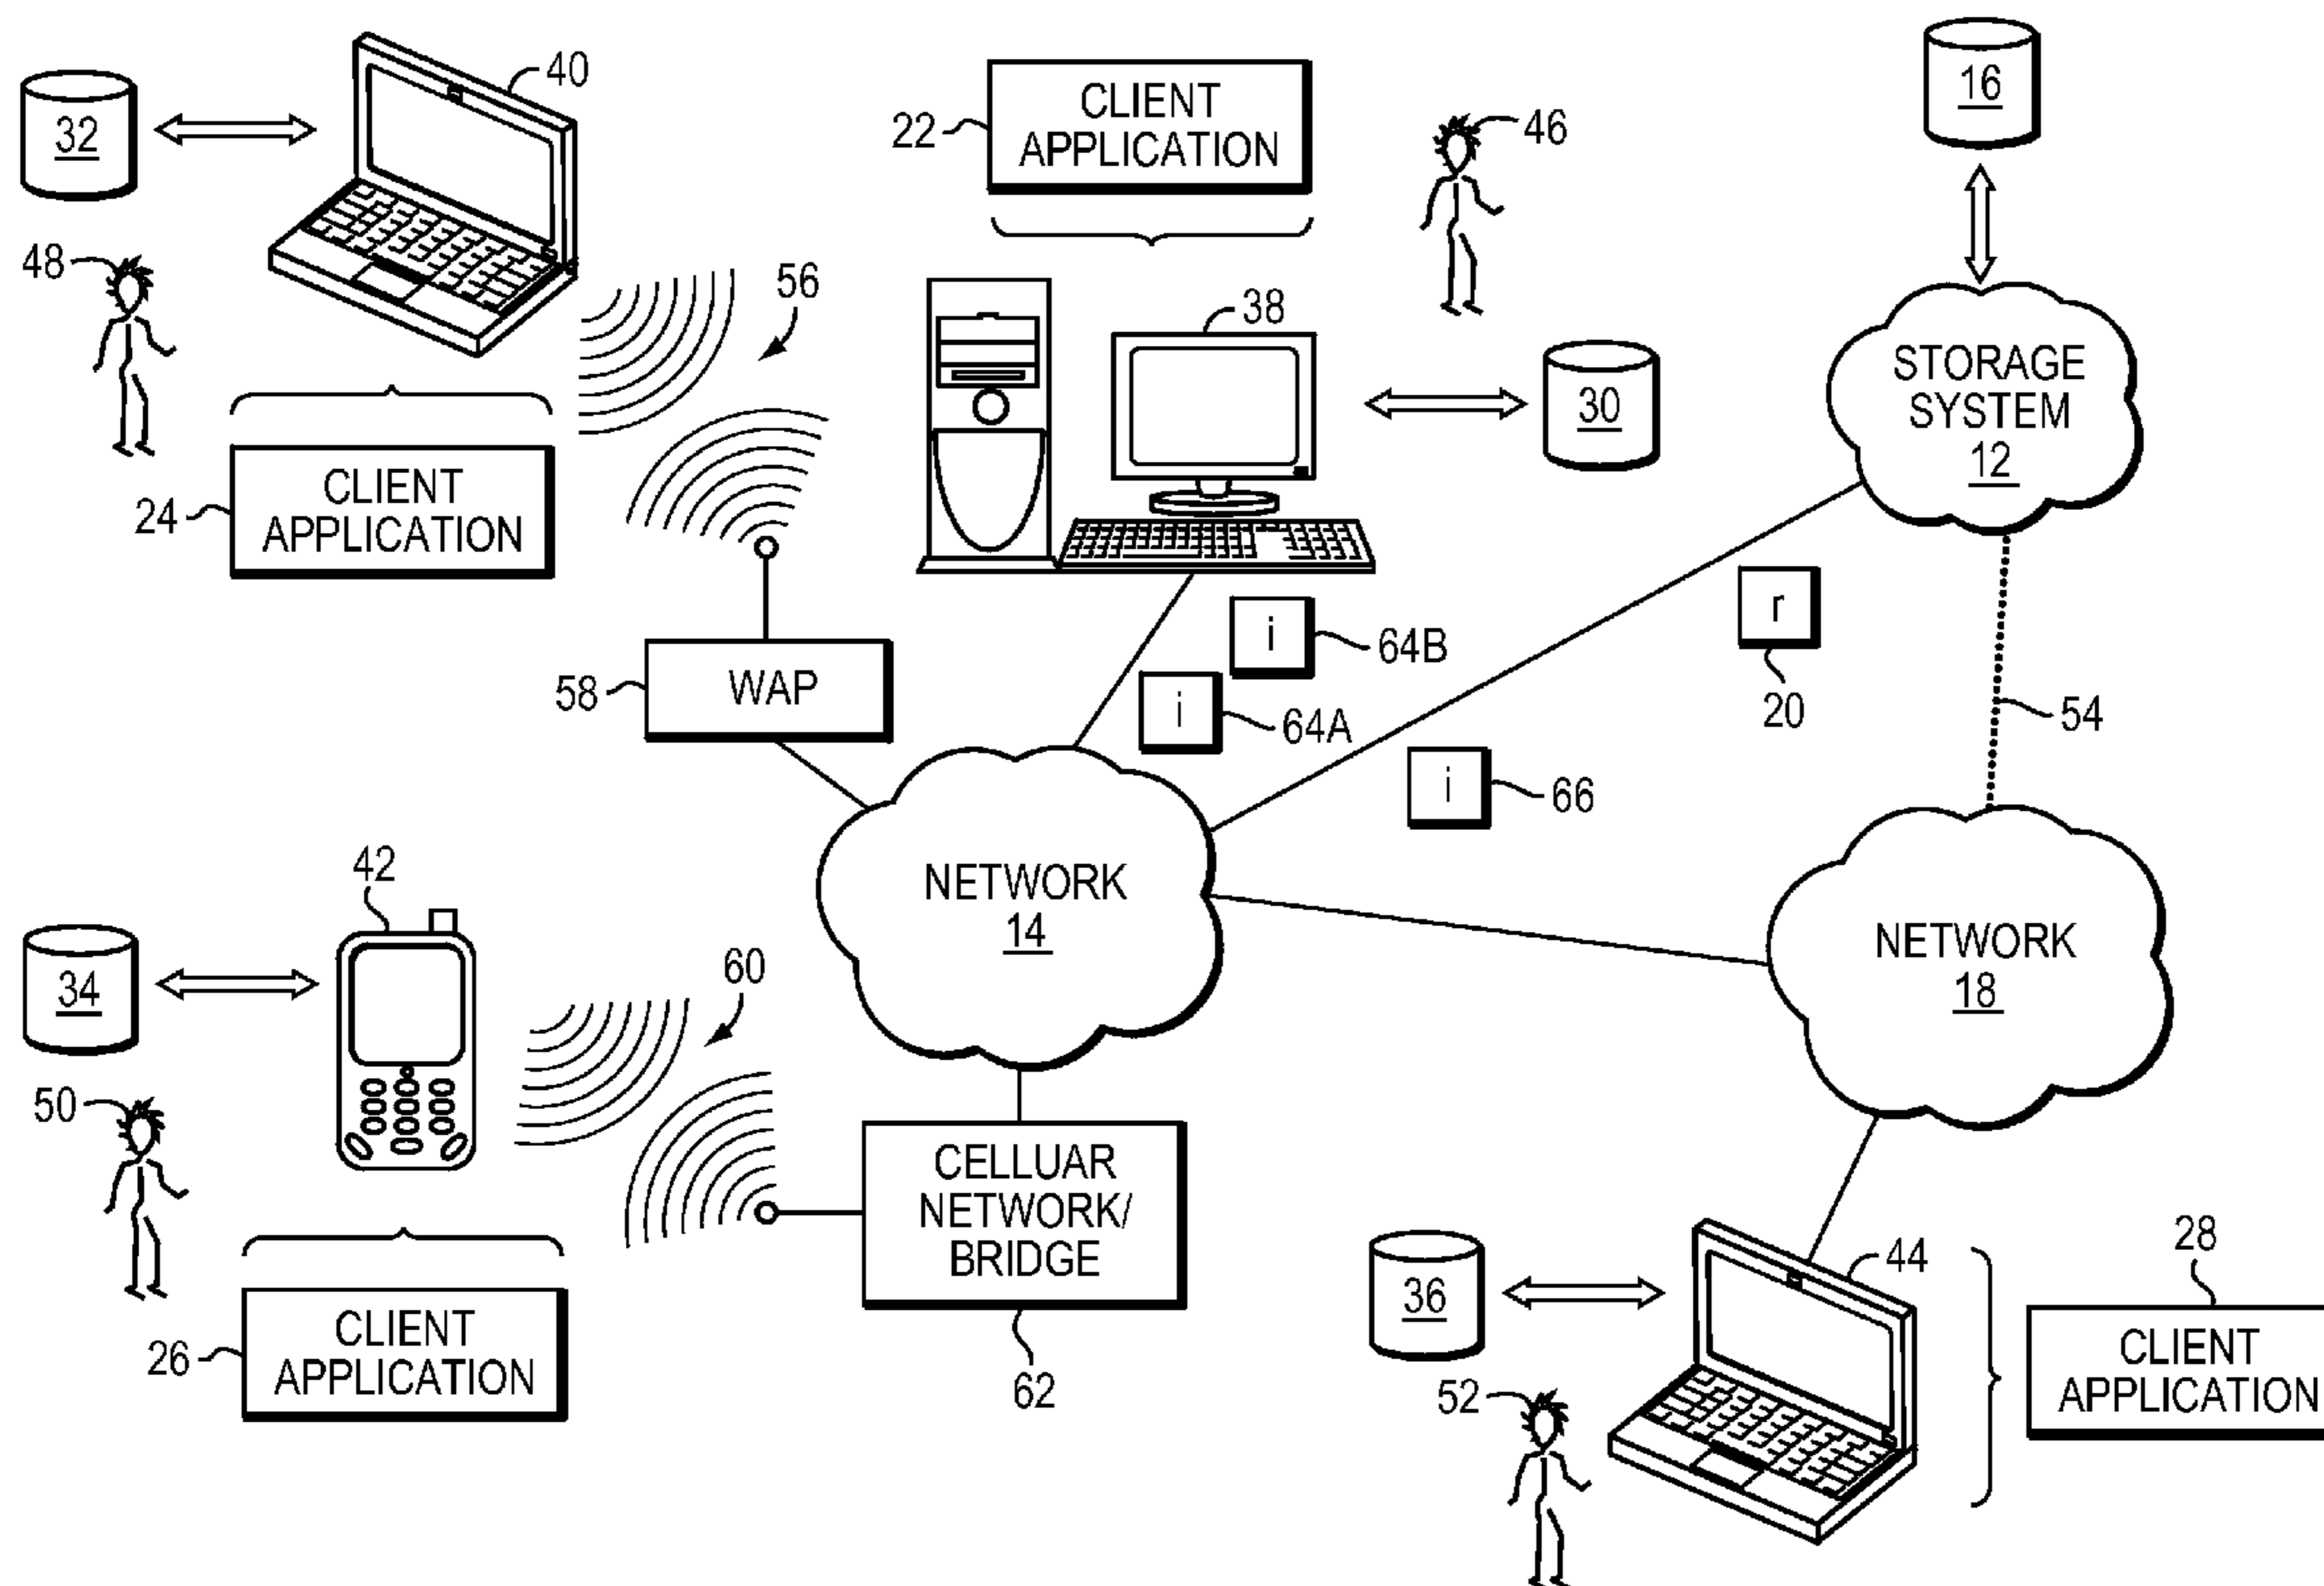 40
32
48
56
CLIENT
APPLICATION
24
CLIENT
APPLICATION
22
46
38
30
16
STORAGE
SYSTEM
12
WAP
58
i
64B
i
64A
r
20
54
i
66
NETWORK
14
NETWORK
18
42
34
60
50
CELLUAR
NETWORK/
BRIDGE
62
CLIENT
APPLICATION
26
36
44
28
CLIENT
APPLICATION
52